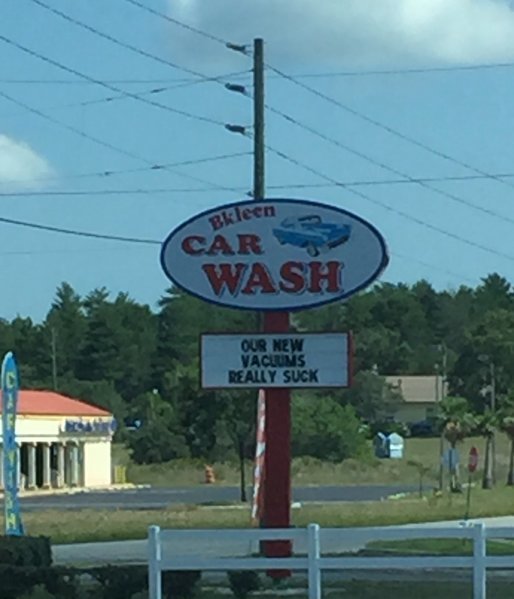 Bkleen
CAR
WASH
OUR NEW
VACUUMS
REALLY SUCK